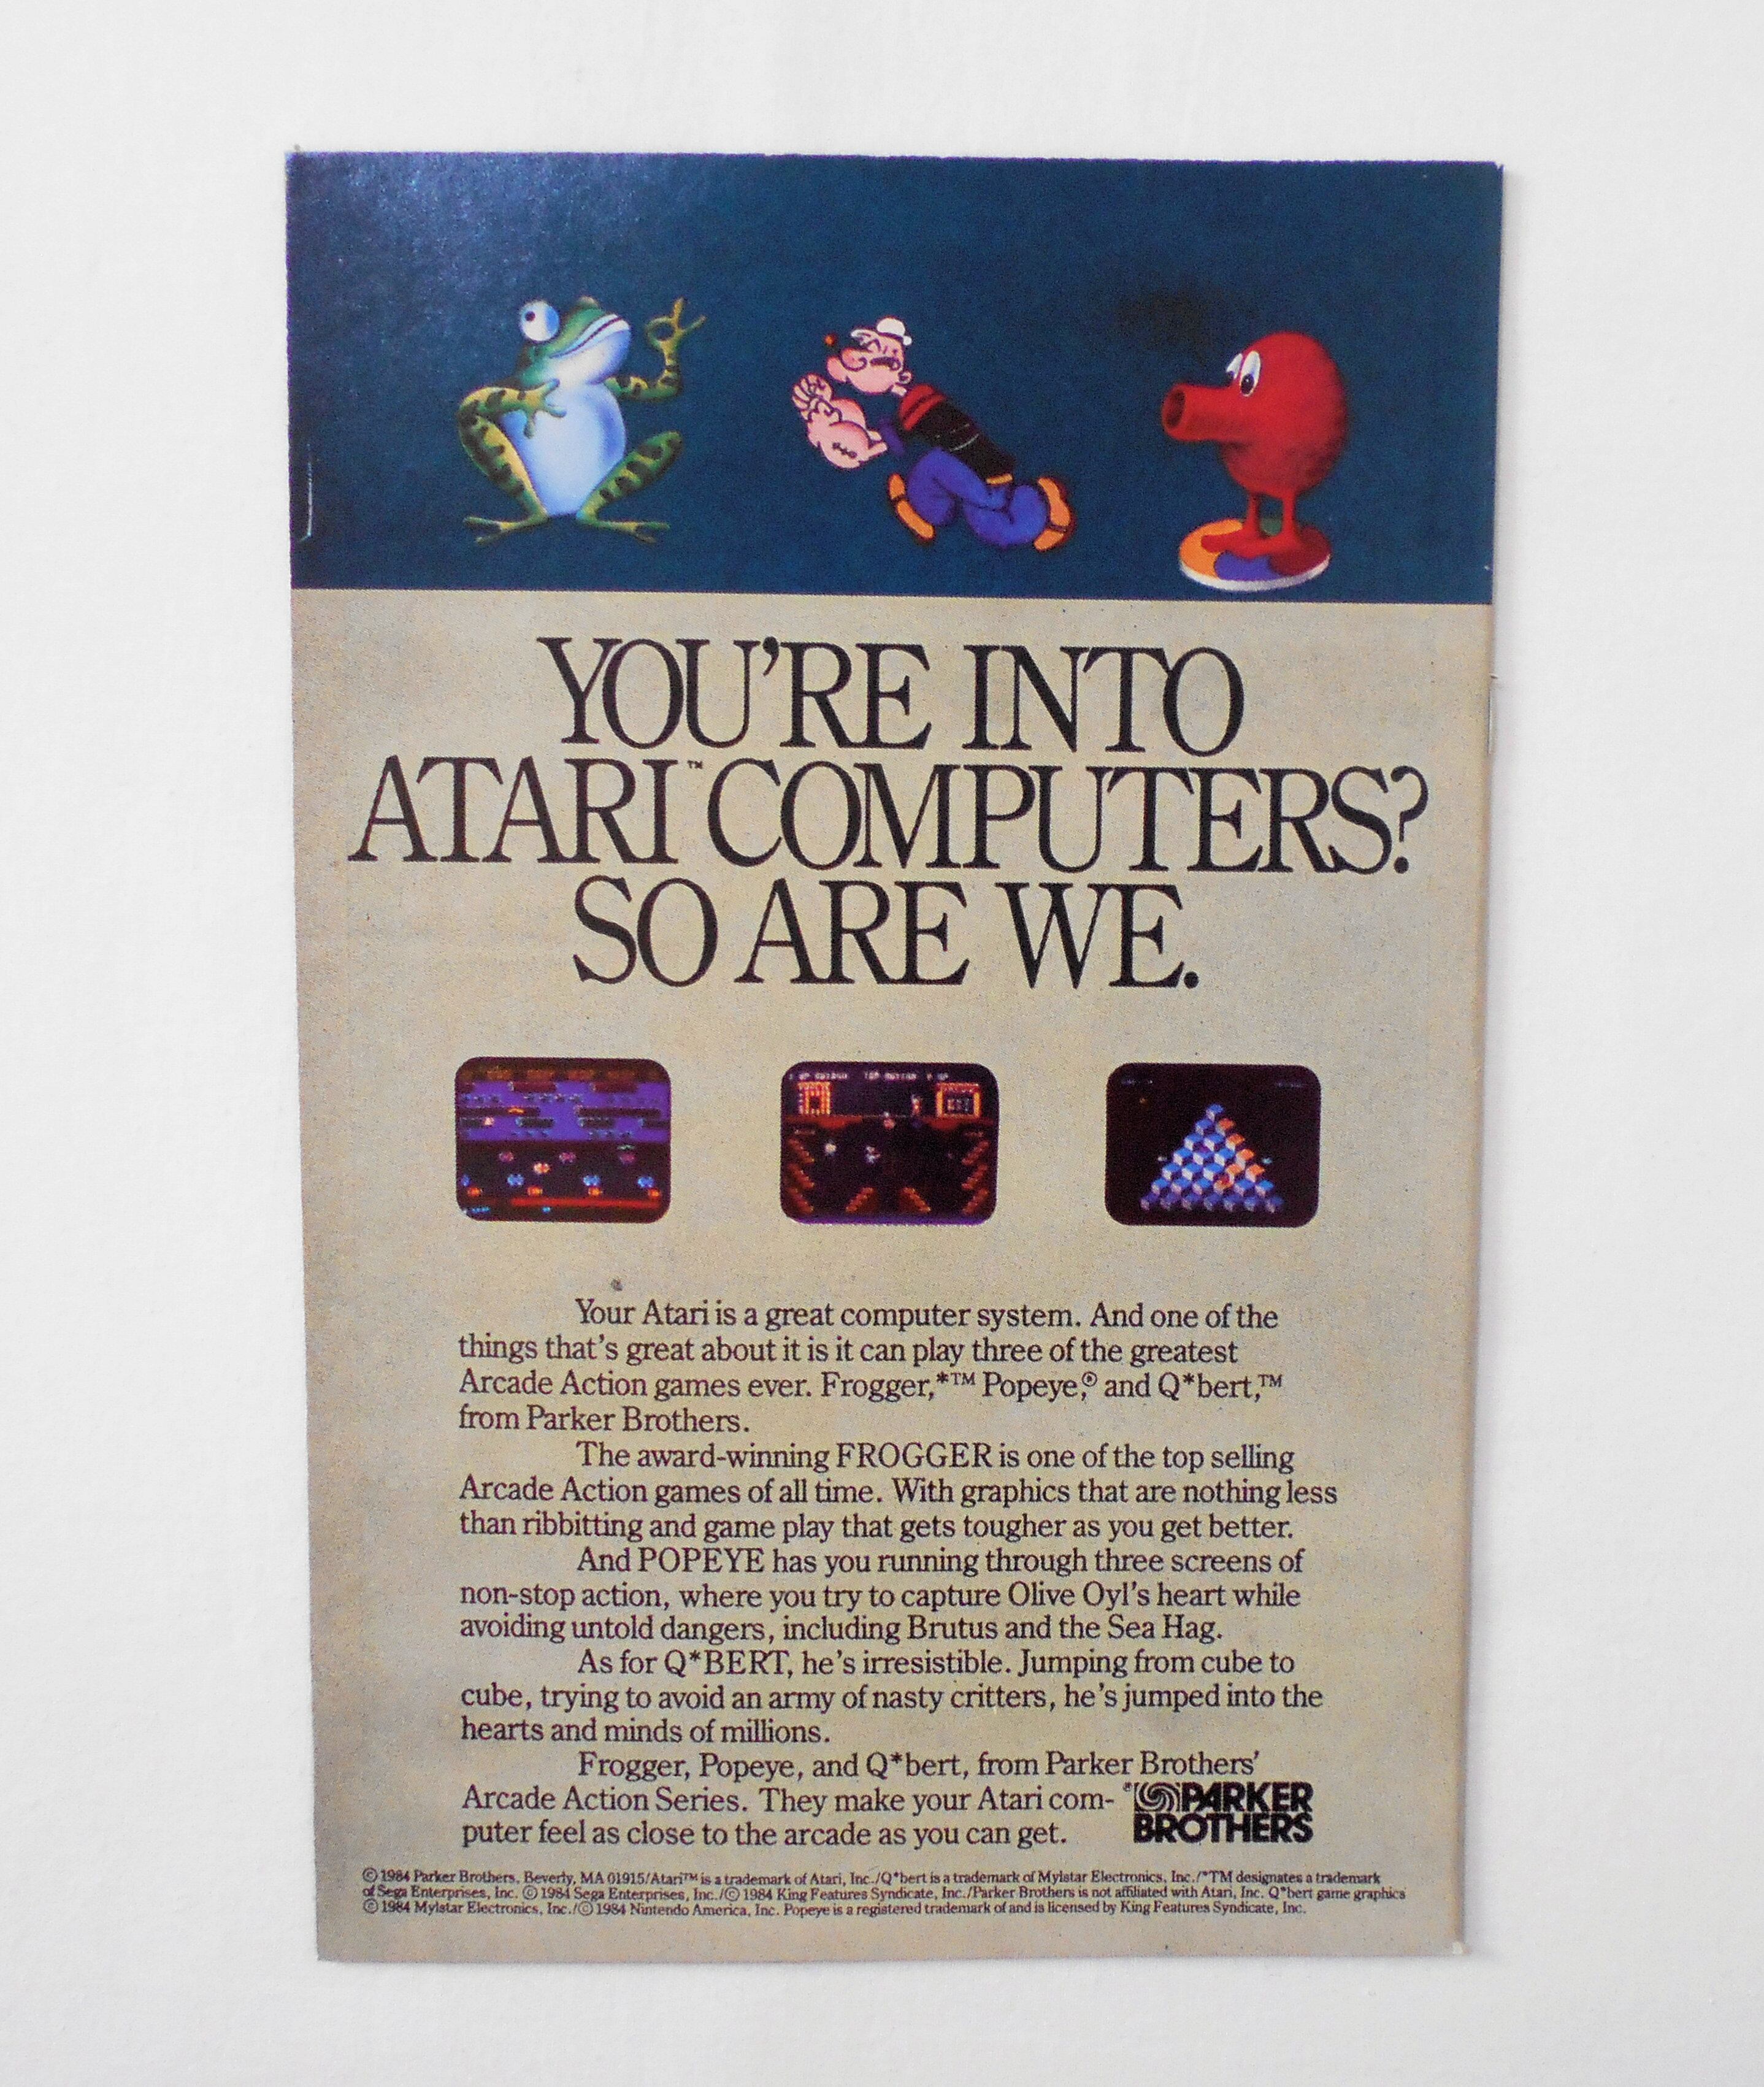 YOU'RE INTO
ATARI™ COMPUTERS?
SO ARE WE.
Your Atari is a great computer system. And one of the
things that's great about it is it can play three of the greatest
Arcade Action games ever. Frogger,*™ Popeye,® and Q*bert,™
from Parker Brothers.
The award-winning FROGGER is one of the top selling
Arcade Action games of all time. With graphics that are nothing less
than ribbitting and game play that gets tougher as you get better.
And POPEYE has you running through three screens of
non-stop action, where you try to capture Olive Oyl's heart while
avoiding untold dangers, including Brutus and the Sea Hag.
As for Q*BERT, he's irresistible. Jumping from cube to
cube, trying to avoid an army of nasty critters, he's jumped into the
hearts and minds of millions.
Frogger, Popeye, and Q*bert, from Parker Brothers'
Arcade Action Series. They make your Atari com-
puter feel as close to the arcade as you can get.
PARKER
BROTHERS
© 1984 Parker Brothers, Beverly, MA 01915/Atari™ is a trademark of Atari, Inc./Q*bert is a trademark of Mylstar Electronics, Inc./*TM designates a trademark
of Sega Enterprises, Inc. © 1984 Sega Enterprises, Inc./© 1984 King Features Syndicate, Inc./Parker Brothers is not affiliated with Atari, Inc. Q*bert game graphics
© 1984 Mylstar Electronics, Inc./© 1984 Nintendo America, Inc. Popeye is a registered trademark of and is licensed by King Features Syndicate, Inc.